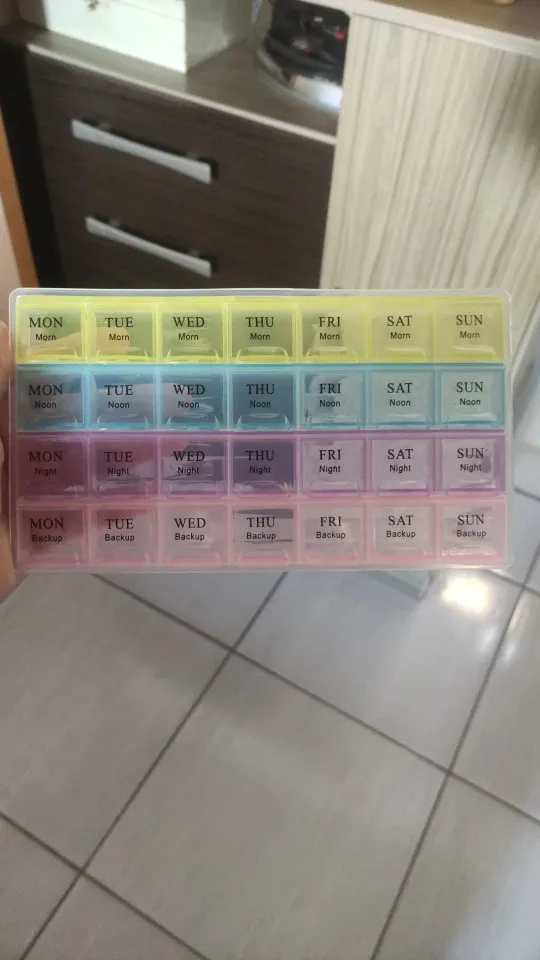 MON TUE WED THU FRI SAT SUN
Morn Morn Morn Morn Morn Morn Morn
MON TUE WED THU FRI SAT SUN
Noon Noon Noon Noon Noon Noon Noon
MON TUE WED THU FRI SAT SUN
Night Night Night Night Night Night Night
MON TUE WED THU FRI SAT SUN
Backup Backup Backup Backup Backup Backup Backup